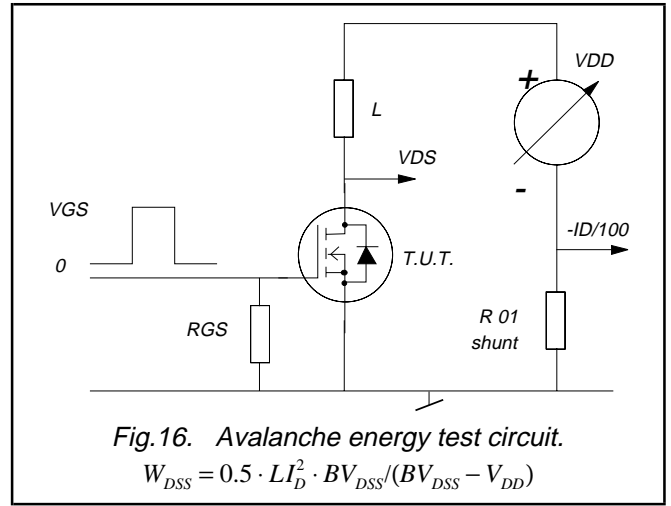 +
VDD
L
VDS
-
VGS
-ID/100
0
T.U.T.
RGS
R 01
shunt
Fig.16. Avalanche energy test circuit.
W_DSS = 0.5 · LI_D^2 · BV_DSS/(BV_DSS − V_DD)